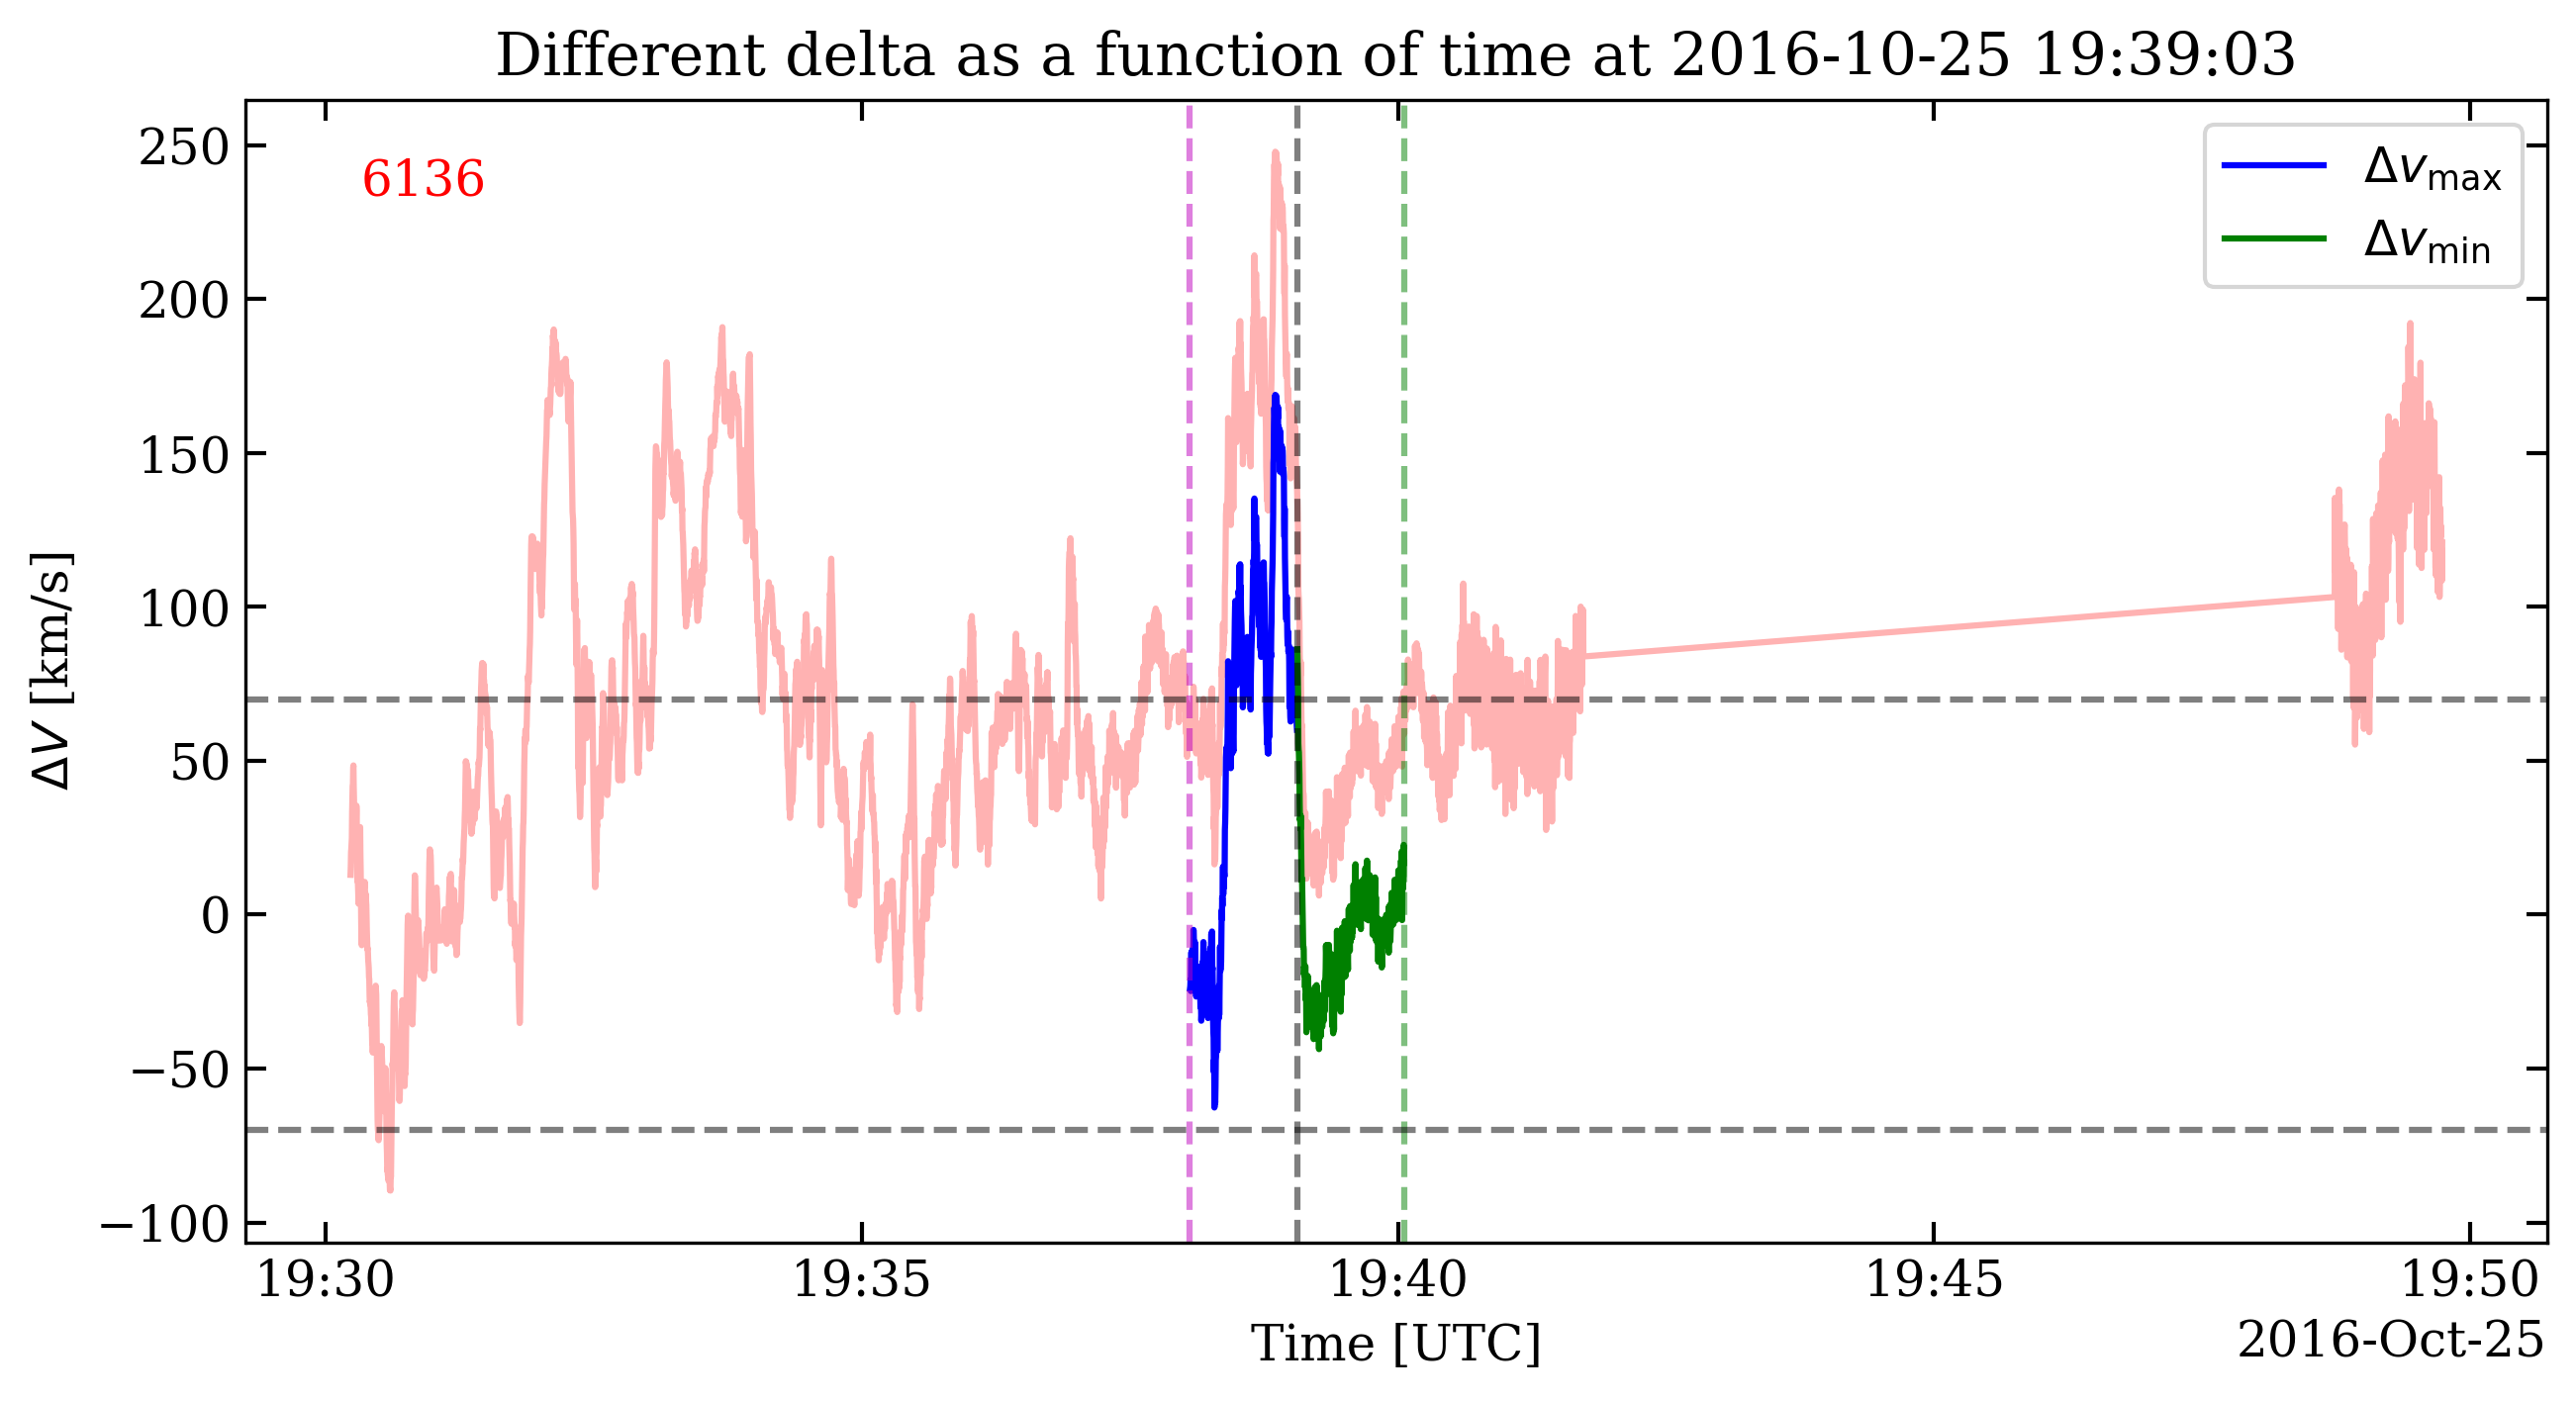 Different delta as a function of time at 2016-10-25 19:39:03
6136
Δv_max
Δv_min
ΔV [km/s]
250
200
150
100
50
0
−50
−100
19:30 19:35 19:40 19:45 19:50
Time [UTC]
2016-Oct-25